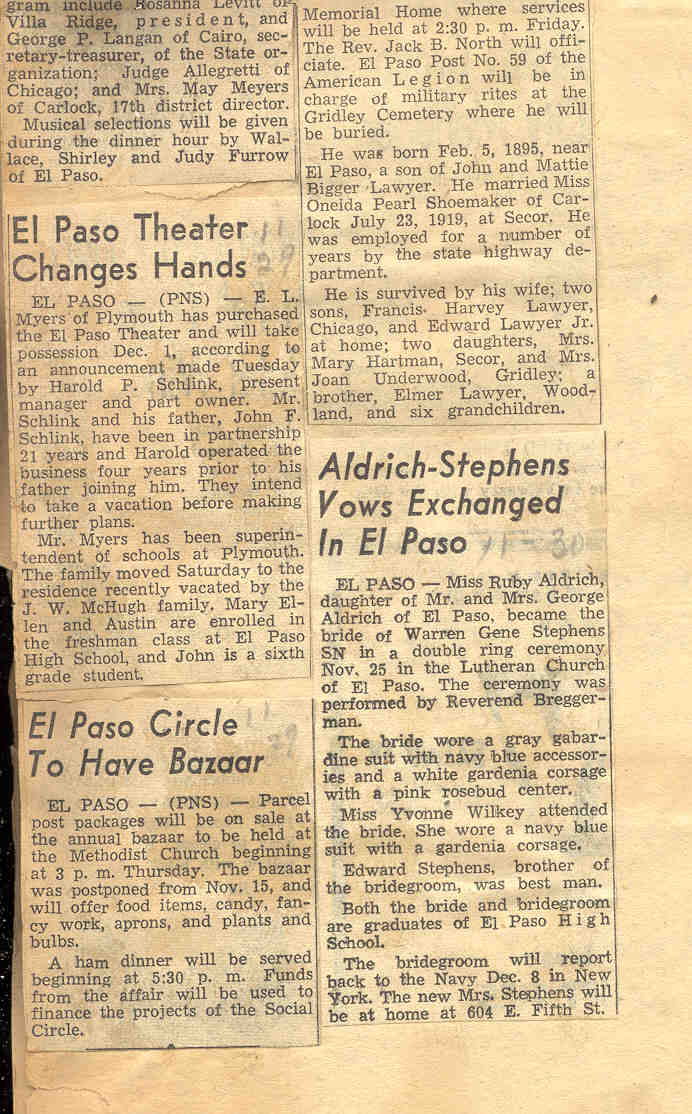 gram include Rosanna Levitt of
Villa Ridge, president, and
George P. Langan of Cairo, sec-
retary-treasurer, of the State or-
ganization; Judge Allegretti of
Chicago; and Mrs. May Meyers
of Carlock, 17th district director.
Musical selections will be given
during the dinner hour by Wal-
lace, Shirley and Judy Furrow
of El Paso.
El Paso Theater
Changes Hands
11
29
EL PASO — (PNS) — E. L.
Myers of Plymouth has purchased
the El Paso Theater and will take
possession Dec. 1, according to
an announcement made Tuesday
by Harold P. Schlink, present
manager and part owner. Mr.
Schlink and his father, John F.
Schlink, have been in partnership
21 years and Harold operated the
business four years prior to his
father joining him. They intend
to take a vacation before making
further plans.
Mr. Myers has been superin-
tendent of schools at Plymouth.
The family moved Saturday to the
residence recently vacated by the
J. W. McHugh family. Mary El-
len and Austin are enrolled in
the freshman class at El Paso
High School, and John is a sixth
grade student.
El Paso Circle
To Have Bazaar
11
29
EL PASO — (PNS) — Parcel
post packages will be on sale at
the annual bazaar to be held at
the Methodist Church beginning
at 3 p. m. Thursday. The bazaar
was postponed from Nov. 15, and
will offer food items, candy, fan-
cy work, aprons, and plants and
bulbs.
A ham dinner will be served
beginning at 5:30 p. m. Funds
from the affair will be used to
finance the projects of the Social
Circle.
Memorial Home where services
will be held at 2:30 p. m. Friday.
The Rev. Jack B. North will offi-
ciate. El Paso Post No. 59 of the
American Legion will be in
charge of military rites at the
Gridley Cemetery where he will
be buried.
He was born Feb. 5, 1895, near
El Paso, a son of John and Mattie
Bigger Lawyer. He married Miss
Oneida Pearl Shoemaker of Car-
lock July 23, 1919, at Secor. He
was employed for a number of
years by the state highway de-
partment.
He is survived by his wife; two
sons, Francis Harvey Lawyer,
Chicago, and Edward Lawyer Jr.
at home; two daughters, Mrs.
Mary Hartman, Secor, and Mrs.
Joan Underwood, Gridley; a
brother, Elmer Lawyer, Wood-
land, and six grandchildren.
Aldrich-Stephens
Vows Exchanged
In El Paso
11-30
EL PASO — Miss Ruby Aldrich,
daughter of Mr. and Mrs. George
Aldrich of El Paso, became the
bride of Warren Gene Stephens
SN in a double ring ceremony
Nov. 25 in the Lutheran Church
of El Paso. The ceremony was
performed by Reverend Bregger-
man.
The bride wore a gray gabar-
dine suit with navy blue accessor-
ies and a white gardenia corsage
with a pink rosebud center.
Miss Yvonne Wilkey attended
the bride. She wore a navy blue
suit with a gardenia corsage.
Edward Stephens, brother of
the bridegroom, was best man.
Both the bride and bridegroom
are graduates of El Paso High
School.
The bridegroom will report
back to the Navy Dec. 8 in New
York. The new Mrs. Stephens will
be at home at 604 E. Fifth St.